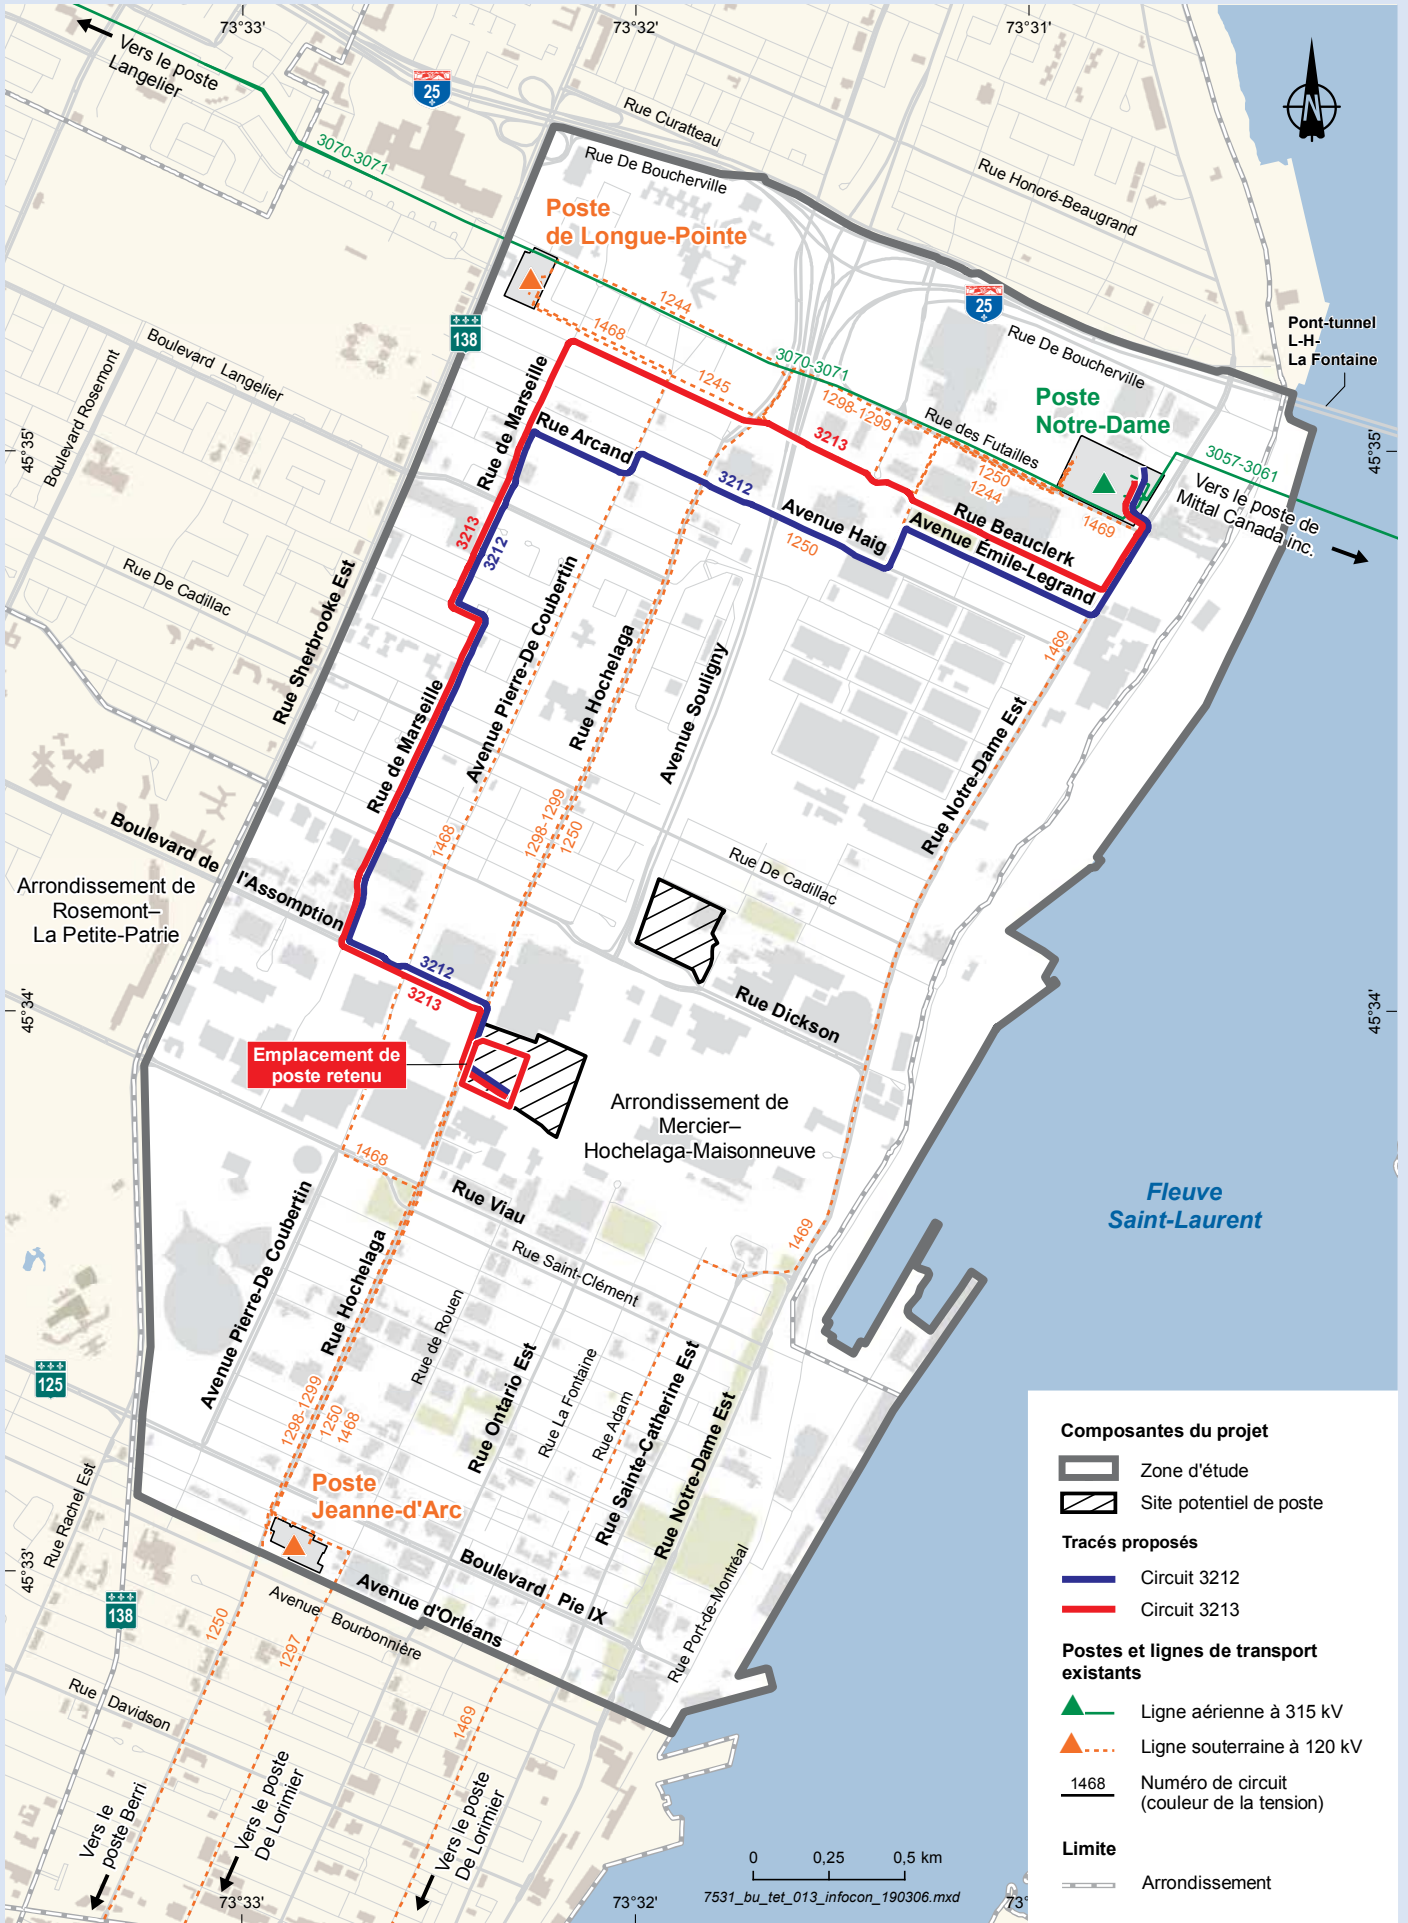 73°33'
73°32'
73°31'
Vers le poste
Langelier
25
Rue Curatteau
3070-3071
Rue De Boucherville
Rue Honoré-Beaugrand
Poste
de Longue-Pointe
1244
1468
138
25
Pont-tunnel
L-H-
La Fontaine
Boulevard Langelier
Boulevard Rosemont
Rue de Marseille
1245
3070-3071
Rue De Boucherville
1298-1299
Poste
Notre-Dame
Rue Arcand
3213
Rue des Futailles
45°35'
45°35'
3057-3061
Vers le poste de
Mittal Canada inc.
3212
1250
1244
Avenue Haig
1250
Rue Beauclerk
1469
Avenue Émile-Legrand
3213
3212
Rue De Cadillac
Rue Sherbrooke Est
Avenue Pierre-De Coubertin
Rue Hochelaga
Avenue Souligny
1469
Rue de Marseille
Rue Notre-Dame Est
1468
1298-1299
1250
Boulevard de
l'Assomption
Rue De Cadillac
Arrondissement de
Rosemont–
La Petite-Patrie
3212
3213
Rue Dickson
45°34'
45°34'
Emplacement de
poste retenu
Arrondissement de
Mercier–
Hochelaga-Maisonneuve
1468
Rue Viau
Fleuve
Saint-Laurent
1469
Rue Saint-Clément
Avenue Pierre-De Coubertin
Rue Hochelaga
Rue de Rouen
Rue Ontario Est
Rue La Fontaine
Rue Adam
Rue Sainte-Catherine Est
Rue Notre-Dame Est
125
1298-1299
1250
1468
Poste
Jeanne-d'Arc
Rue Rachel Est
45°33'
138
Avenue Bourbonnière
Avenue d'Orléans
Boulevard Pie IX
Rue Port-de-Montréal
1250
1297
1469
Rue Davidson
Vers le
poste Berri
Vers le poste
De Lorimier
Vers le poste
De Lorimier
73°33'
73°32'
73°
0 0,25 0,5 km
7531_bu_tet_013_infocon_190306.mxd
Composantes du projet
Zone d'étude
Site potentiel de poste
Tracés proposés
Circuit 3212
Circuit 3213
Postes et lignes de transport
existants
Ligne aérienne à 315 kV
Ligne souterraine à 120 kV
1468
Numéro de circuit
(couleur de la tension)
Limite
Arrondissement
N